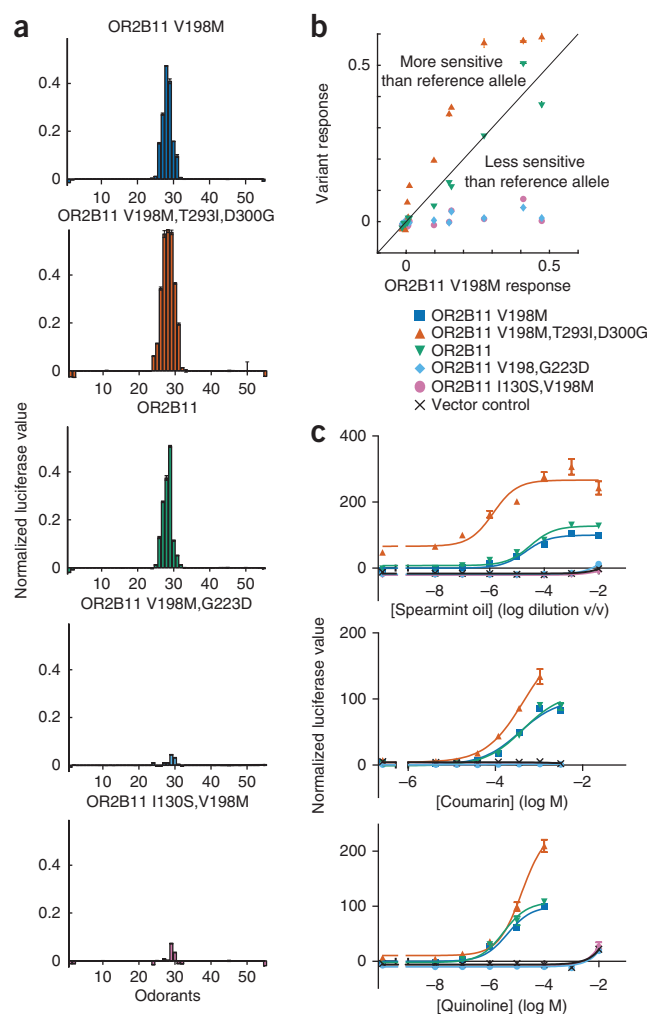 a
OR2B11 V198M
0.4
0.2
0
10 20 30 40 50
OR2B11 V198M,T293I,D300G
0.4
0.2
0
10 20 30 40 50
OR2B11
0.4
0.2
0
10 20 30 40 50
OR2B11 V198M,G223D
0.4
0.2
0
10 20 30 40 50
OR2B11 I130S,V198M
0.4
0.2
0
10 20 30 40 50
Odorants
Normalized luciferase value
b
0.6
0
Variant response
More sensitive
than reference allele
Less sensitive
than reference allele
0 0.5
OR2B11 V198M response
OR2B11 V198M
OR2B11 V198M,T293I,D300G
OR2B11
OR2B11 V198,G223D
OR2B11 I130S,V198M
Vector control
c
400
200
0
−8 −6 −4 −2
[Spearmint oil] (log dilution v/v)
200
100
0
−6 −4 −2
[Coumarin] (log M)
200
100
0
−8 −6 −4 −2
[Quinoline] (log M)
Normalized luciferase value